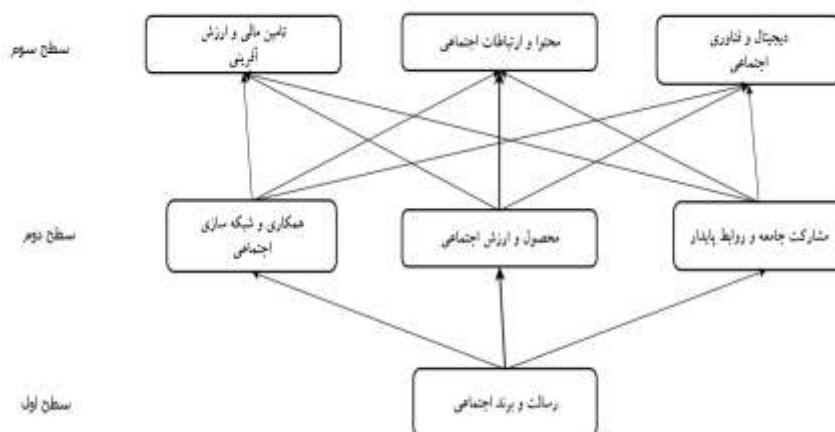 دیجیتال و فناوری
اجتماعی
محتوا و ارتباطات اجتماعی
تامین مالی و ارزش
آفرینی
سطح سوم
مشارکت جامعه و روابط پایدار
محصول و ارزش اجتماعی
همکاری و شبکه سازی
اجتماعی
سطح دوم
رسالت و برند اجتماعی
سطح اول